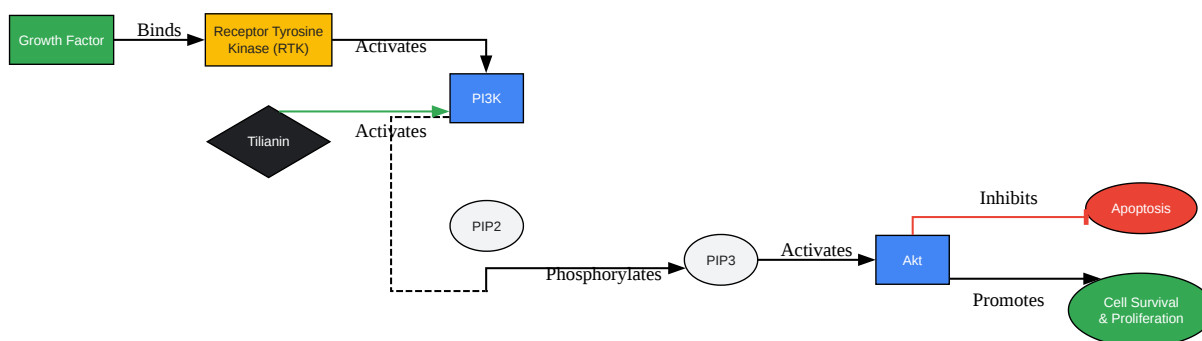 Growth Factor
Binds
Receptor Tyrosine
Kinase (RTK)
Activates
PI3K
Tilianin
Activates
PIP2
Phosphorylates
PIP3
Activates
Akt
Inhibits
Apoptosis
Promotes
Cell Survival
& Proliferation